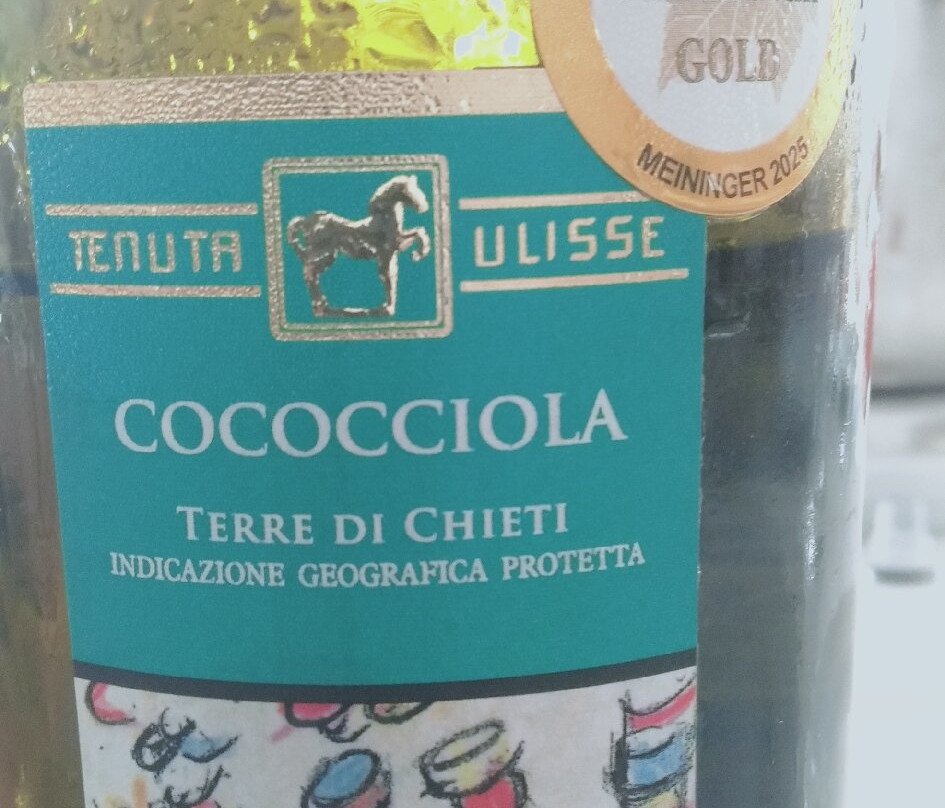 GOLD
MEININGER 2025
TENUTA ULISSE
COCOCCIOLA
TERRE DI CHIETI
INDICAZIONE GEOGRAFICA PROTETTA